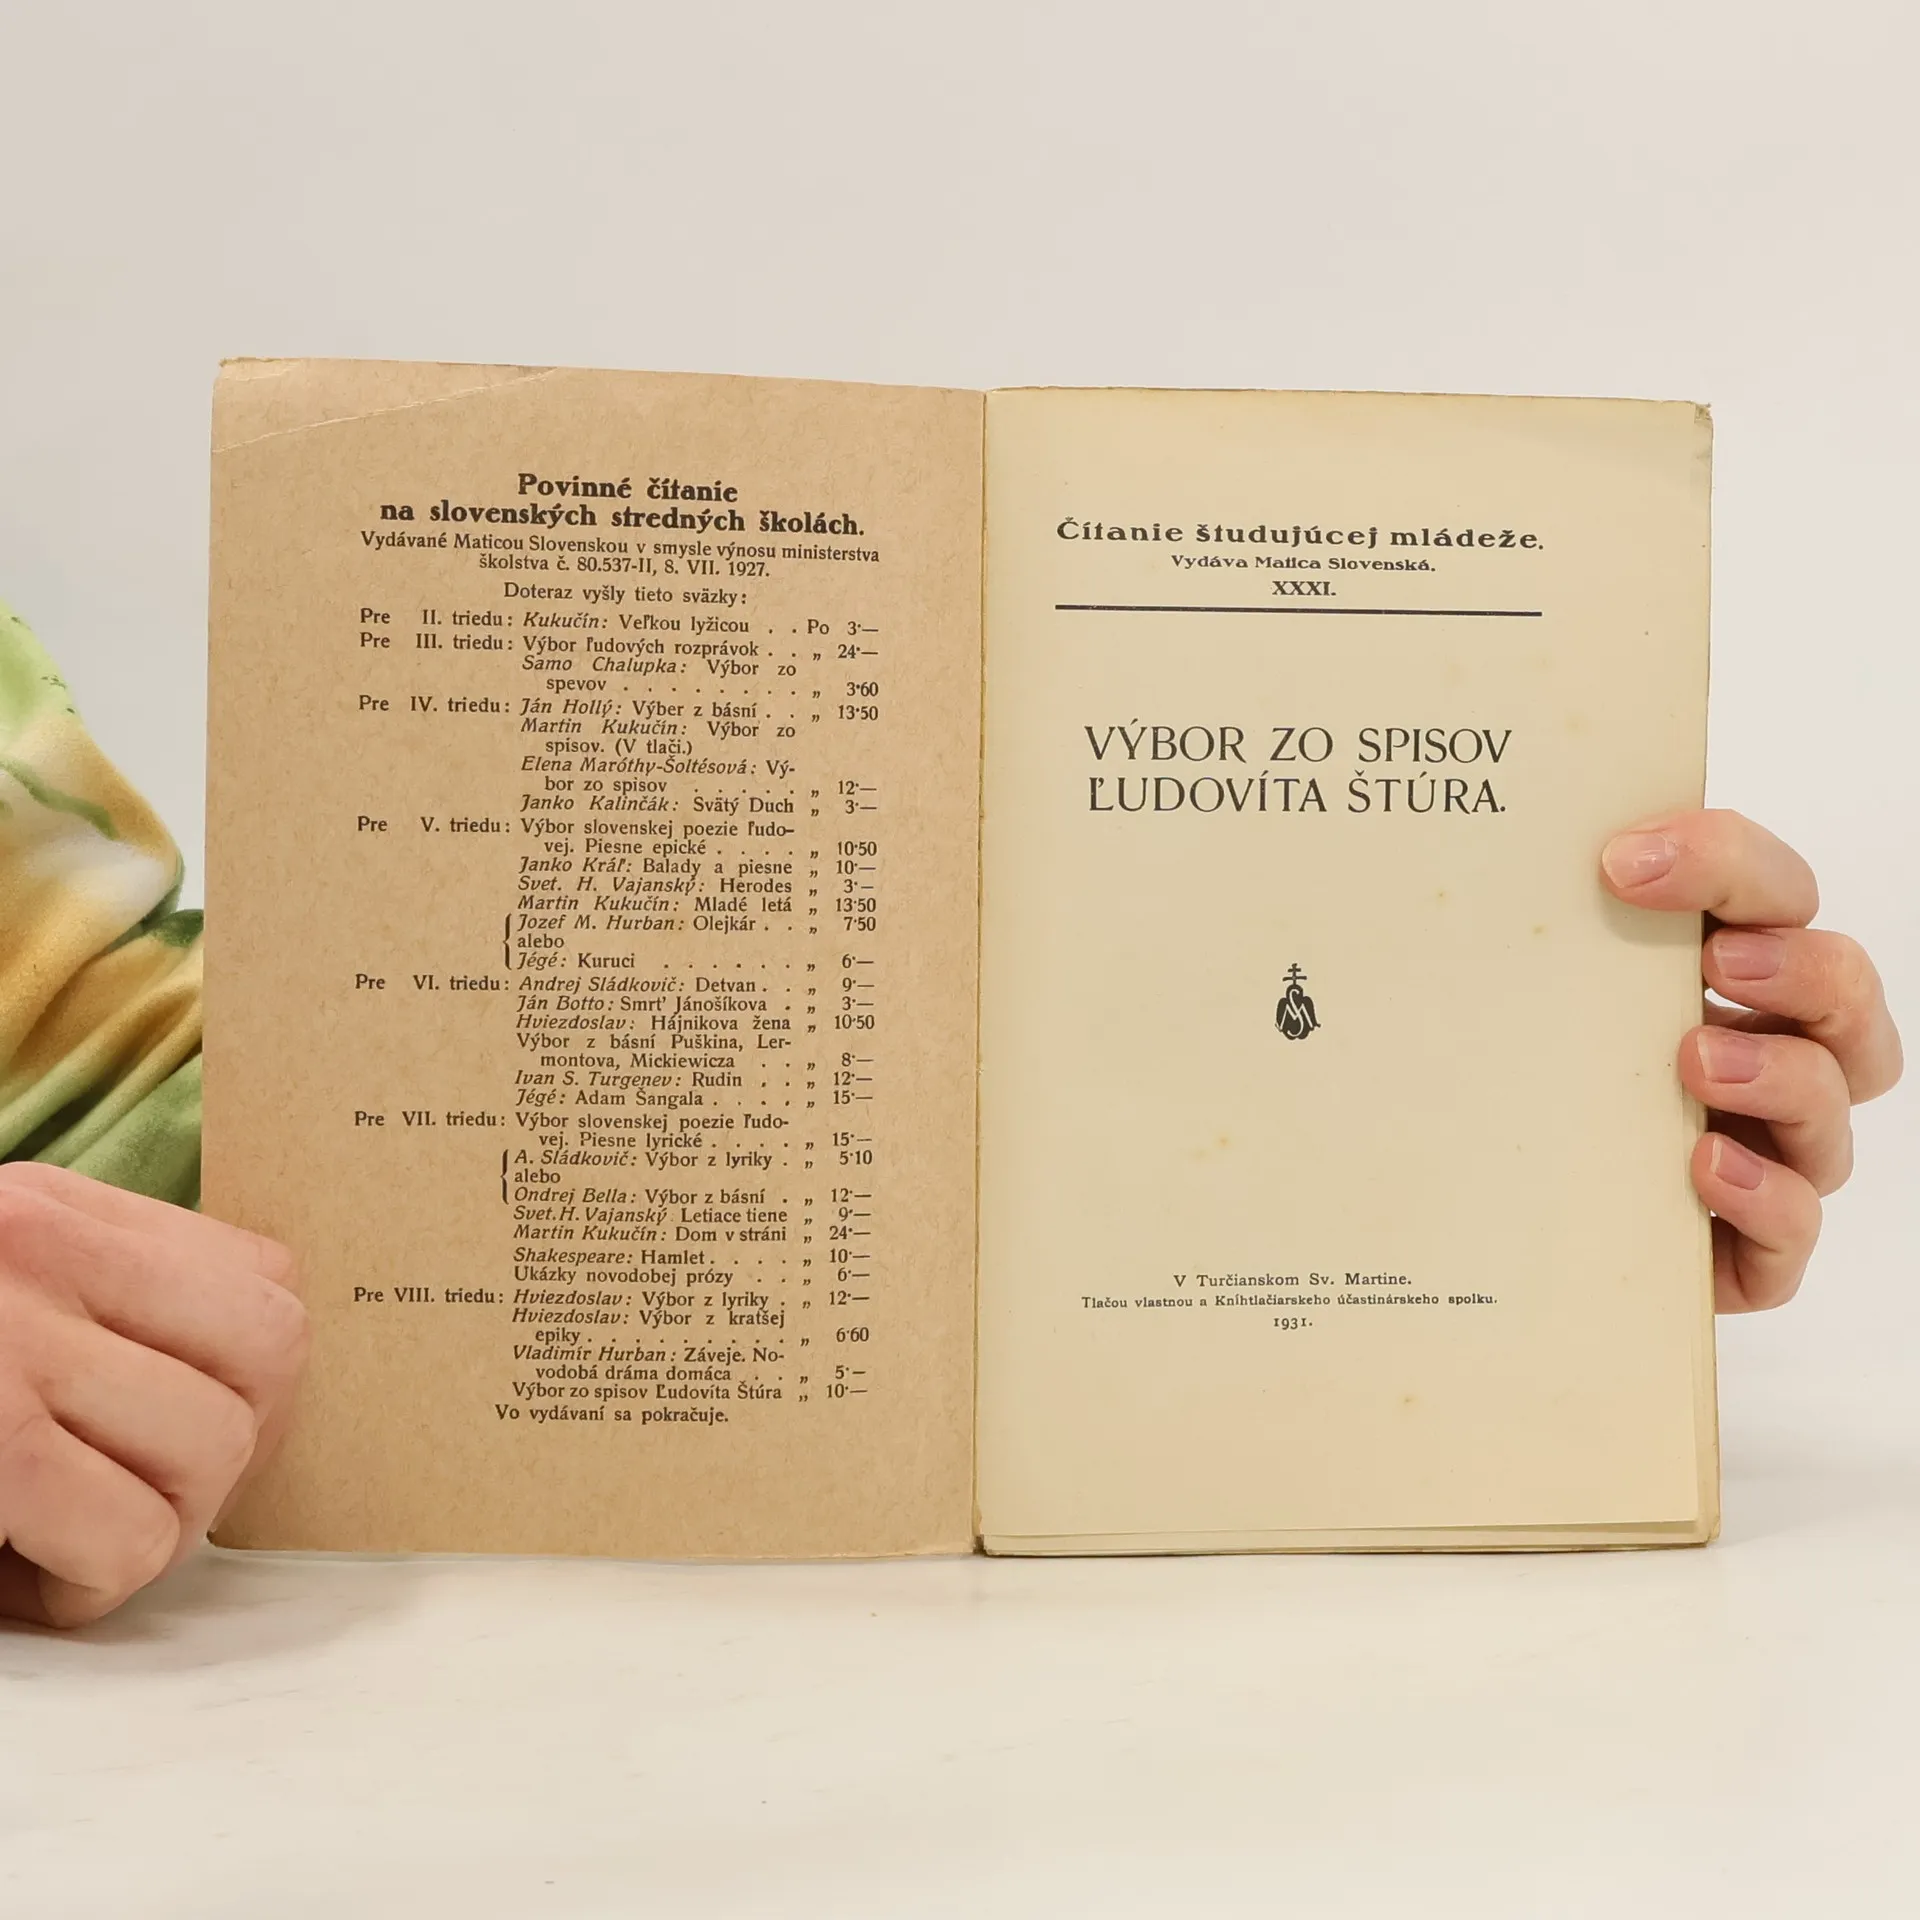 Povinné čítanie
na slovenských stredných školách.
Vydávané Maticou Slovenskou v smysle výnosu ministerstva
školstva č. 80.537-II, 8. VII. 1927.
Doteraz vyšly tieto sväzky:
Pre II. triedu: Kukučín: Veľkou lyžicou . . Po 3·—
Pre III. triedu: Výbor ľudových rozprávok . . „ 24·—
Samo Chalupka: Výbor zo
spevov . . . . . . . . „ 3·60
Pre IV. triedu: Ján Hollý: Výber z básní . . „ 13·50
Martin Kukučín: Výbor zo
spisov. (V tlači.)
Elena Maróthy-Šoltésová: Vý-
bor zo spisov . . . . . „ 12·—
Janko Kalinčák: Svätý Duch „ 3·—
Pre V. triedu: Výbor slovenskej poezie ľudo-
vej. Piesne epické . . . . „ 10·50
Janko Kráľ: Balady a piesne „ 10·—
Svet. H. Vajanský: Herodes „ 3·—
Martin Kukučín: Mladé letá „ 13·50
Jozef M. Hurban: Olejkár . . „ 7·50
alebo
Jégé: Kuruci . . . . . . „ 6·—
Pre VI. triedu: Andrej Sládkovič: Detvan . . „ 9·—
Ján Botto: Smrť Jánošíkova . „ 3·—
Hviezdoslav: Hájnikova žena „ 10·50
Výbor z básní Puškina, Ler-
montova, Mickiewicza . . „ 8·—
Ivan S. Turgenev: Rudin . . „ 12·—
Jégé: Adam Šangala . . . . „ 15·—
Pre VII. triedu: Výbor slovenskej poezie ľudo-
vej. Piesne lyrické . . . . „ 15·—
A. Sládkovič: Výbor z lyriky . „ 5·10
alebo
Ondrej Bella: Výbor z básní . „ 12·—
Svet. H. Vajanský: Letiace tiene „ 9·—
Martin Kukučín: Dom v stráni „ 24·—
Shakespeare: Hamlet . . . . „ 10·—
Ukázky novodobej prózy . . „ 6·—
Pre VIII. triedu: Hviezdoslav: Výbor z lyriky . „ 12·—
Hviezdoslav: Výbor z kratšej
epiky . . . . . . . . . „ 6·60
Vladimír Hurban: Záveje. No-
vodobá dráma domáca . . „ 5·—
Výbor zo spisov Ľudovíta Štúra „ 10·—
Vo vydávaní sa pokračuje.
Čítanie študujúcej mládeže.
Vydáva Matica Slovenská.
XXXI.
VÝBOR ZO SPISOV
ĽUDOVÍTA ŠTÚRA.
V Turčianskom Sv. Martine.
Tlačou vlastnou a Kníhtlačiarskeho účastinárskeho spolku.
1931.